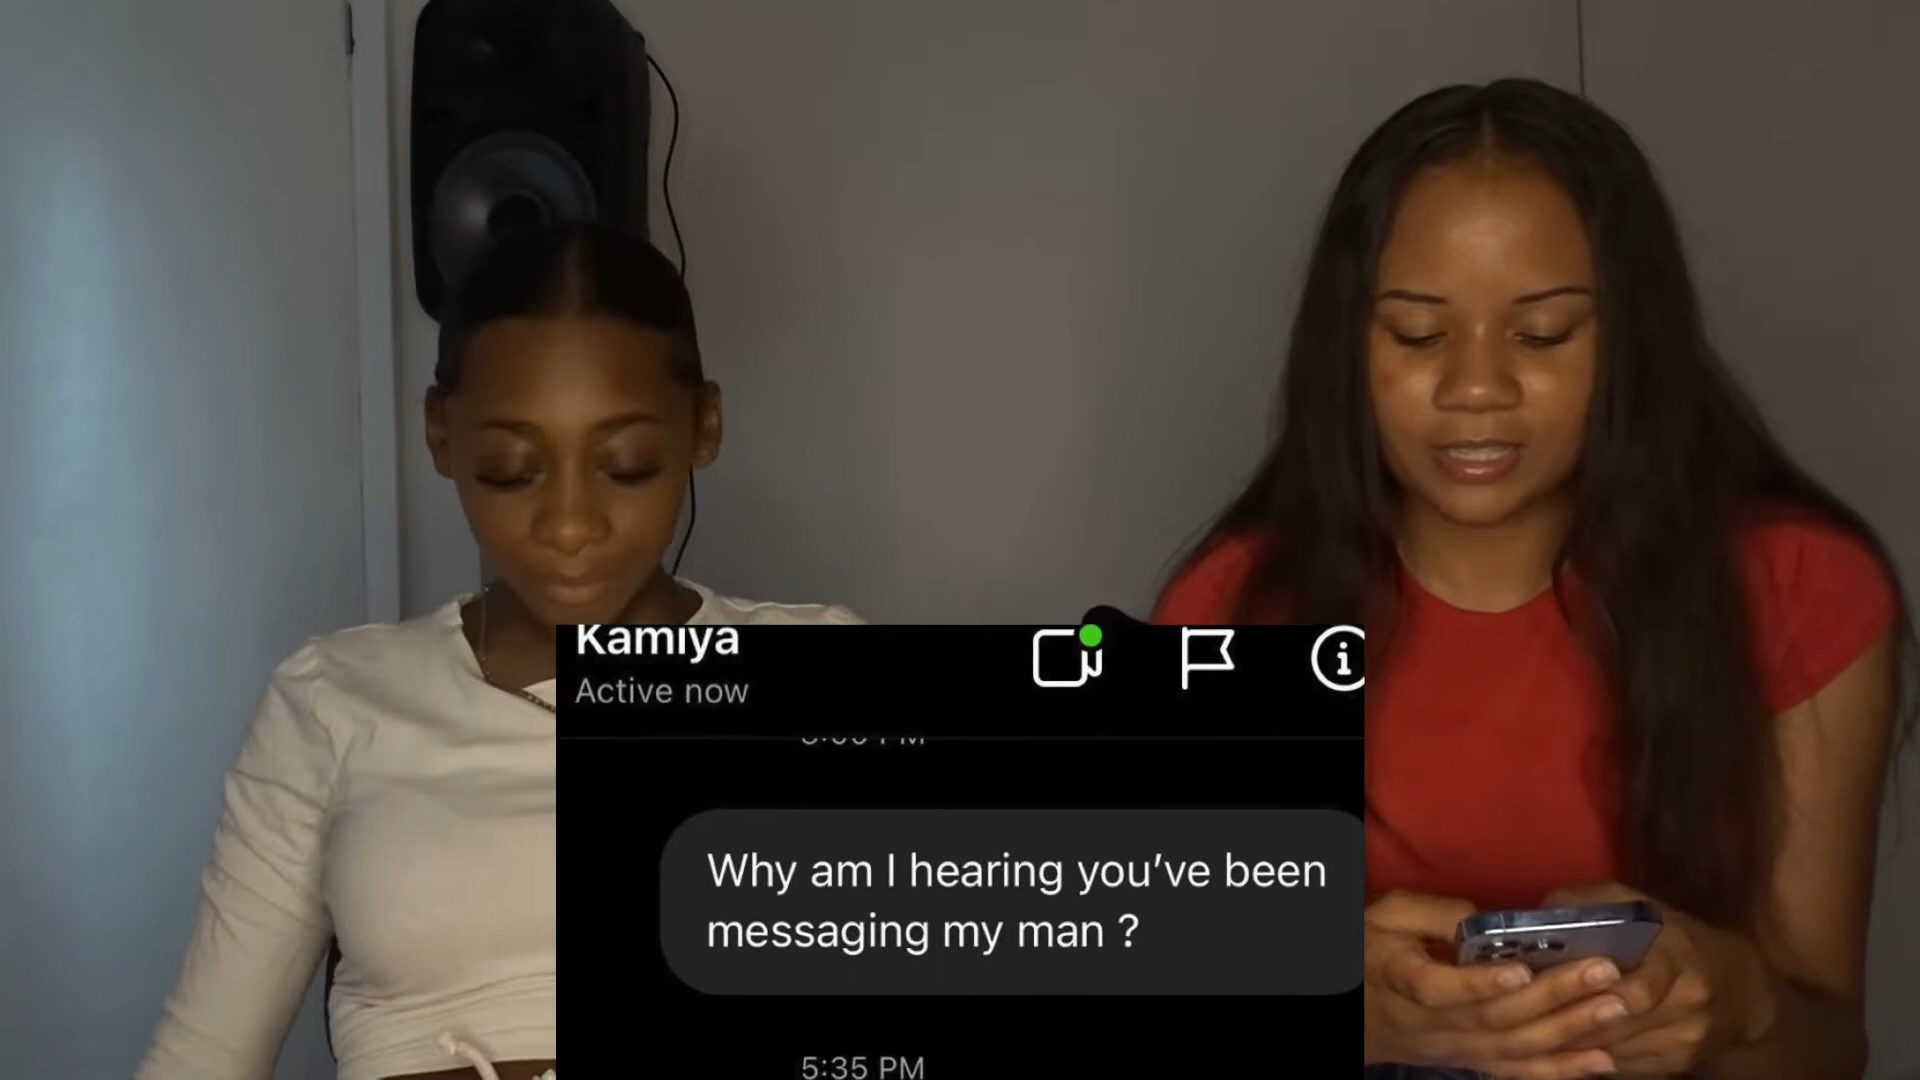 Kamiya
Active now
Why am I hearing you've been
messaging my man ?
5:35 PM